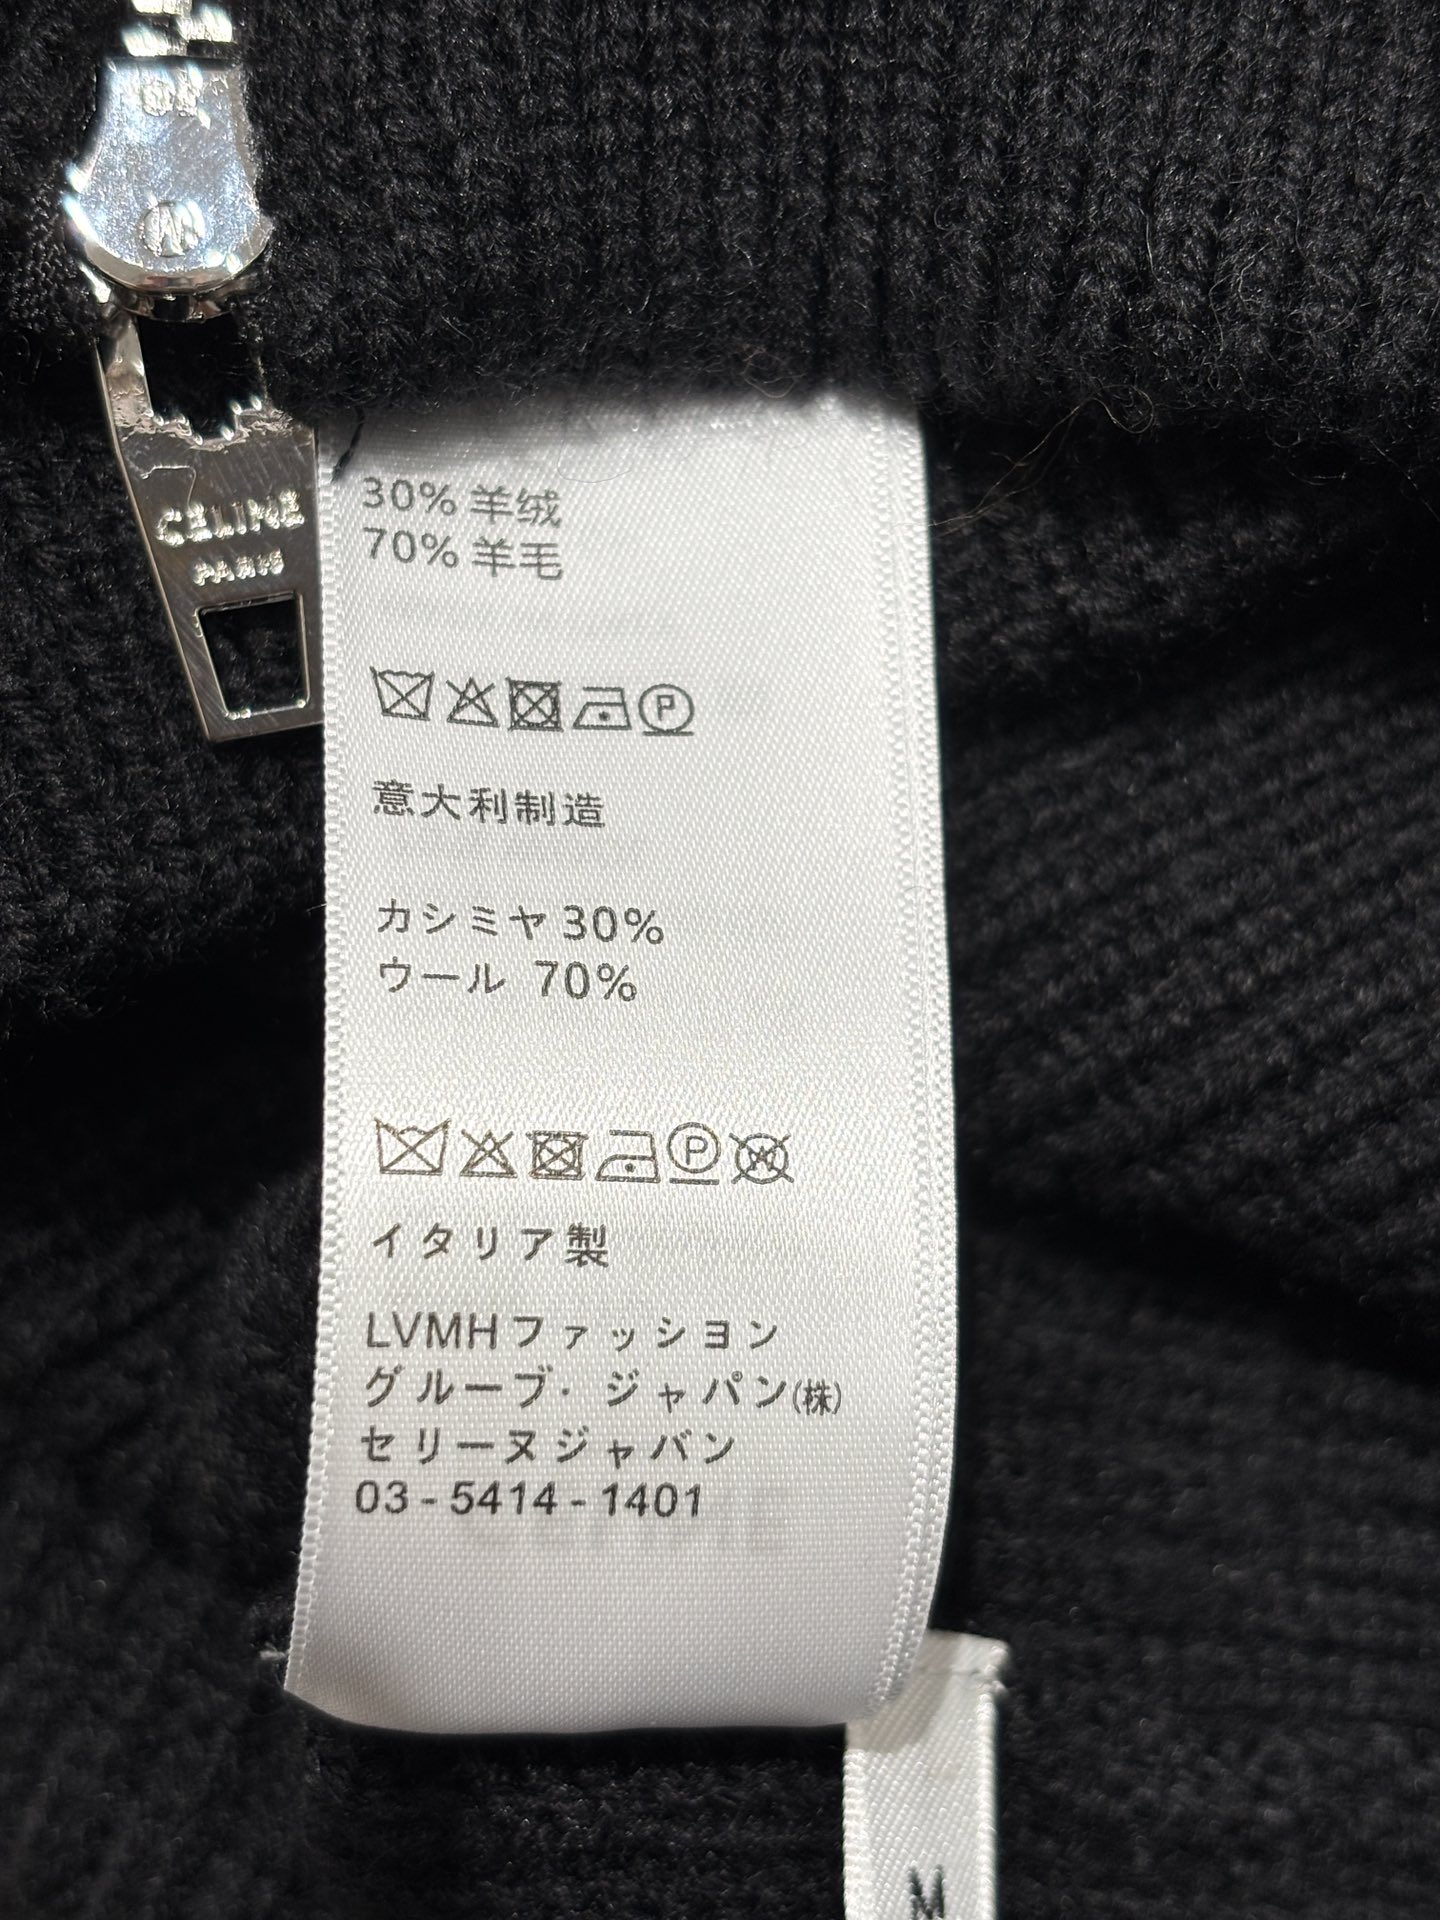 CELINE
PARIS
30% 羊绒
70% 羊毛
P
意大利制造
カシミヤ 30%
ウール 70%
P W
イタリア製
LVMHファッション
グループ・ジャパン(株)
セリーヌジャパン
03-5414-1401
M